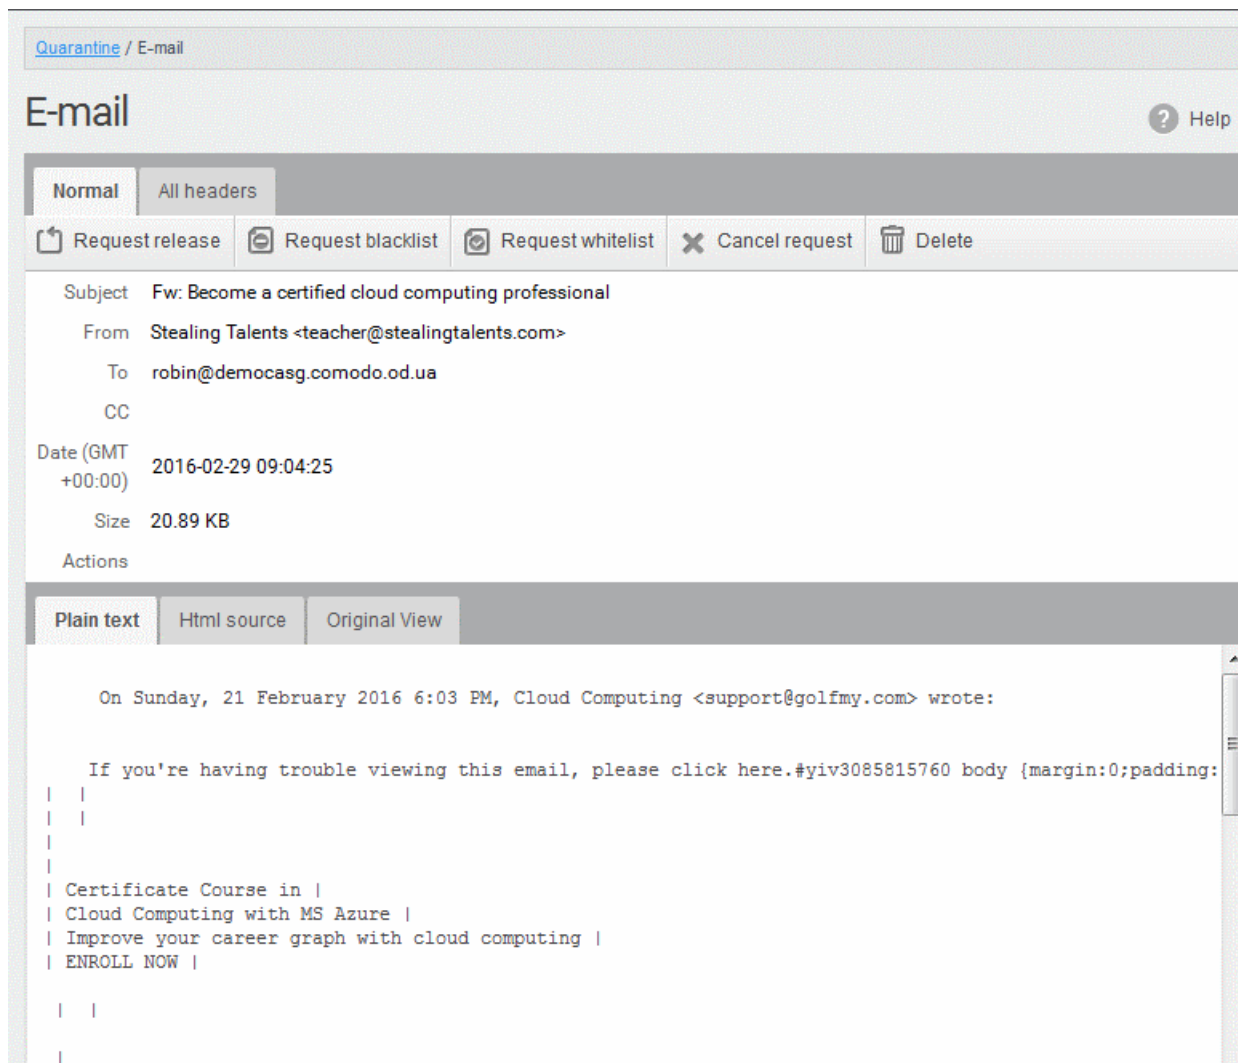 Quarantine / E-mail
E-mail
? Help
Normal All headers
Request release Request blacklist Request whitelist Cancel request Delete
Subject Fw: Become a certified cloud computing professional
From Stealing Talents <teacher@stealingtalents.com>
To robin@democasg.comodo.od.ua
CC
Date (GMT
+00:00) 2016-02-29 09:04:25
Size 20.89 KB
Actions
Plain text Html source Original View
On Sunday, 21 February 2016 6:03 PM, Cloud Computing <support@golfmy.com> wrote:
If you're having trouble viewing this email, please click here.#yiv3085815760 body {margin:0;padding:
| |
| |
|
|
| Certificate Course in |
| Cloud Computing with MS Azure |
| Improve your career graph with cloud computing |
| ENROLL NOW |
| |
|